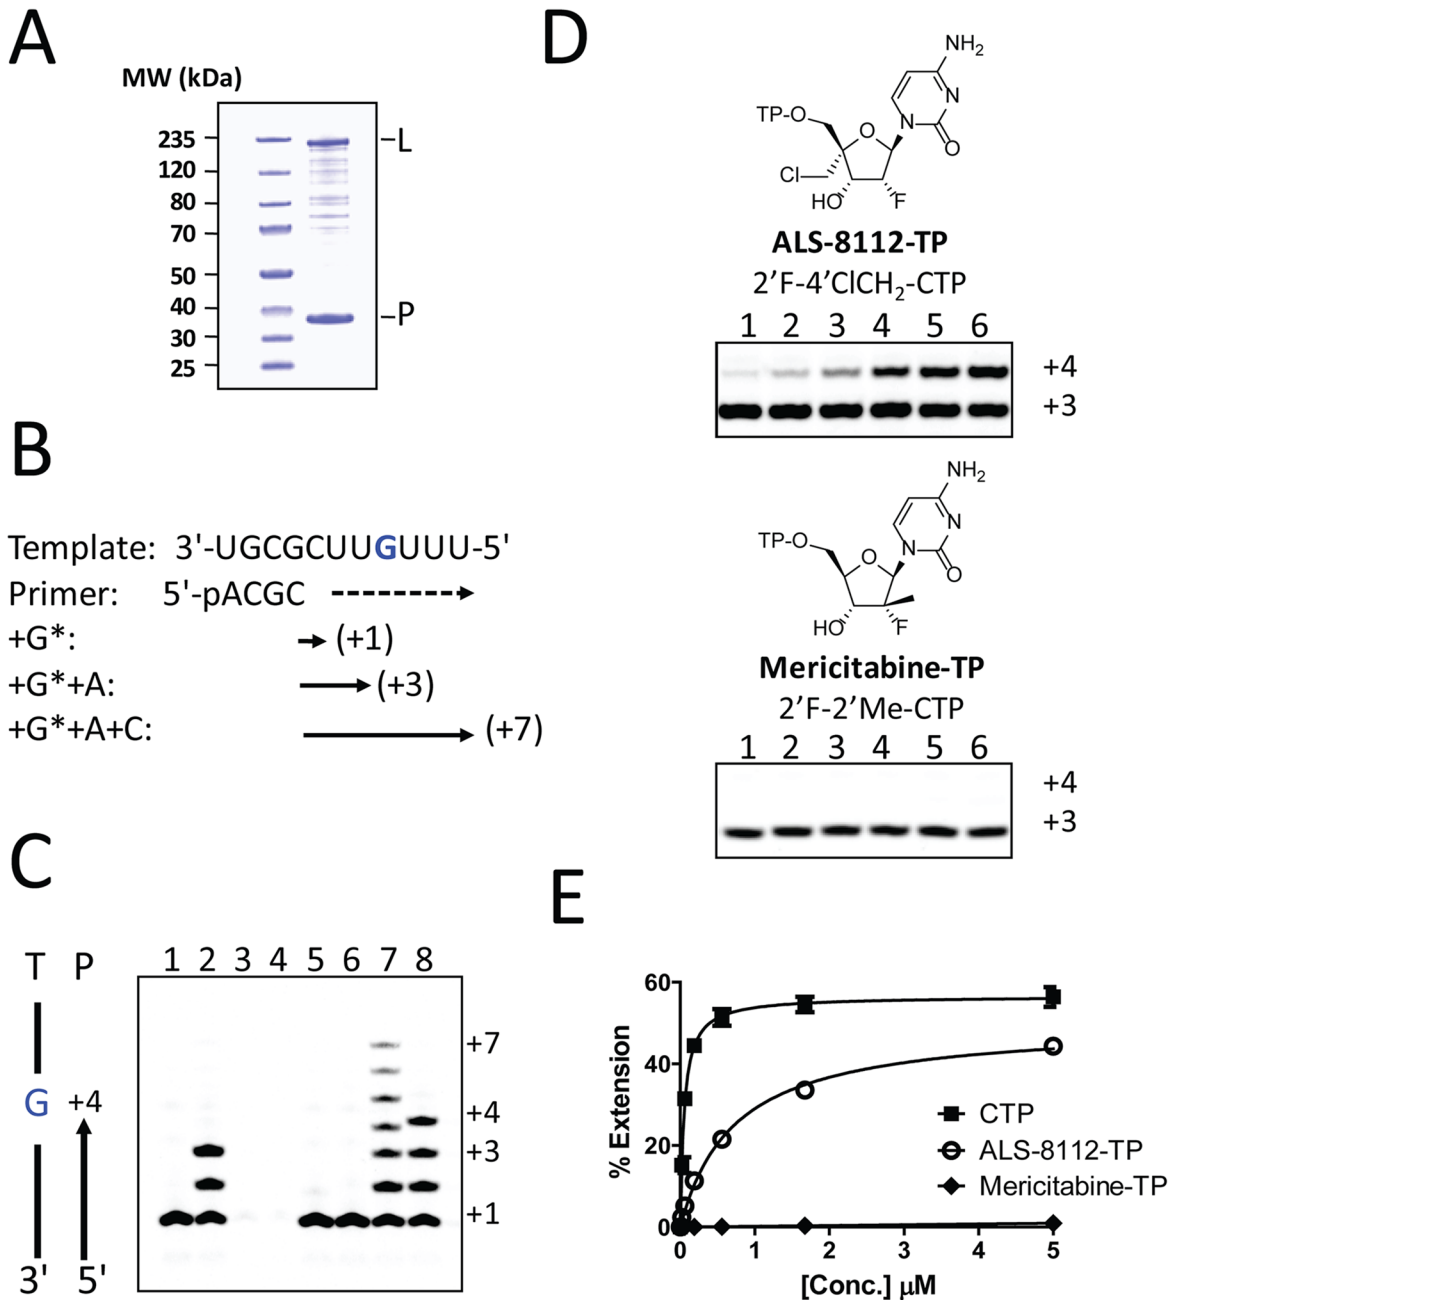 A
MW (kDa)
235
120
80
70
50
40
30
25
L
P
B
Template: 3'-UGCGCUUGUUU-5'
Primer: 5'-pACGC
+G*: (+1)
+G*+A: (+3)
+G*+A+C: (+7)
C
T P
1 2 3 4 5 6 7 8
G +4
3' 5'
+7
+4
+3
+1
D
NH2
N
N
O
O
TP-O
Cl
HO
F
ALS-8112-TP
2'F-4'ClCH2-CTP
1 2 3 4 5 6
+4
+3
NH2
N
N
O
O
TP-O
HO
F
Mericitabine-TP
2'F-2'Me-CTP
1 2 3 4 5 6
+4
+3
E
% Extension
60
40
20
0
0 1 2 3 4 5
[Conc.] µM
CTP
ALS-8112-TP
Mericitabine-TP